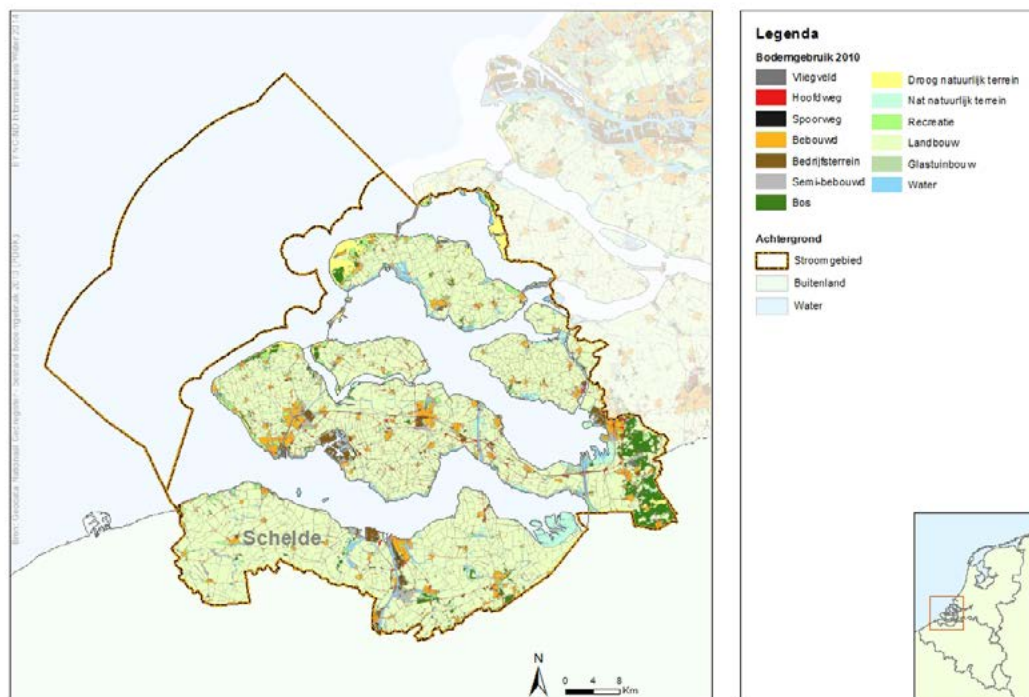 Schelde
N
0 4 8
Km
Legenda
Bodemgebruik 2010
Vliegveld
Hoofdweg
Spoorweg
Bebouwd
Bedrijfsterrein
Semi-bebouwd
Bos
Droog natuurlijk terrein
Nat natuurlijk terrein
Recreatie
Landbouw
Glastuinbouw
Water
Achtergrond
Stroomgebied
Buitenland
Water